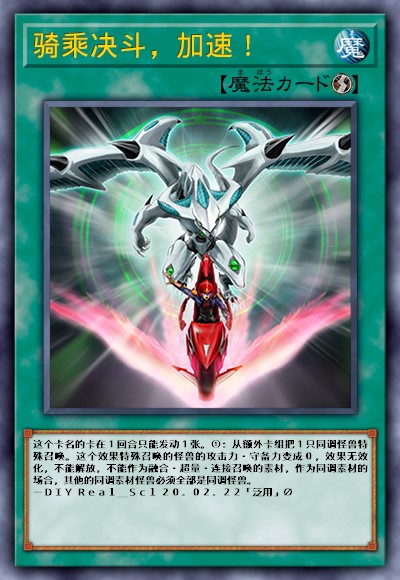 骑乘决斗，加速！
魔
【魔法カード】
ま ほう
这个卡名的卡在１回合只能发动１张。①：从额外卡组把１只同调怪兽特
殊召唤。这个效果特殊召唤的怪兽的攻击力・守备力变成０，效果无效
化，不能解放，不能作为融合・超量・连接召唤的素材，作为同调素材的
场合，其他的同调素材怪兽必须全部是同调怪兽。
－ＤＩＹＲｅａｌ＿Ｓｃｌ２０．０２．２２「泛用」∅